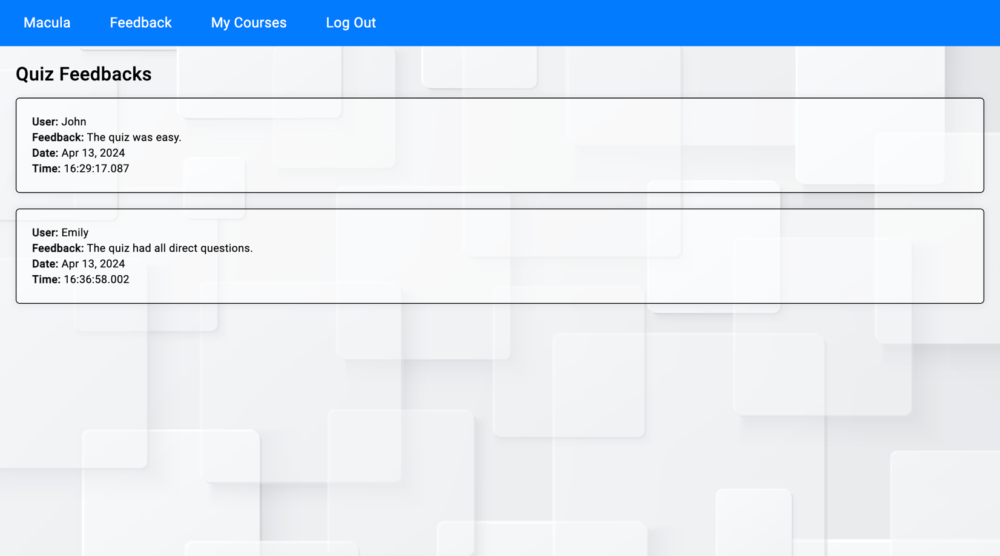 Macula Feedback My Courses Log Out
Quiz Feedbacks
User: John
Feedback: The quiz was easy.
Date: Apr 13, 2024
Time: 16:29:17.087
User: Emily
Feedback: The quiz had all direct questions.
Date: Apr 13, 2024
Time: 16:36:58.002